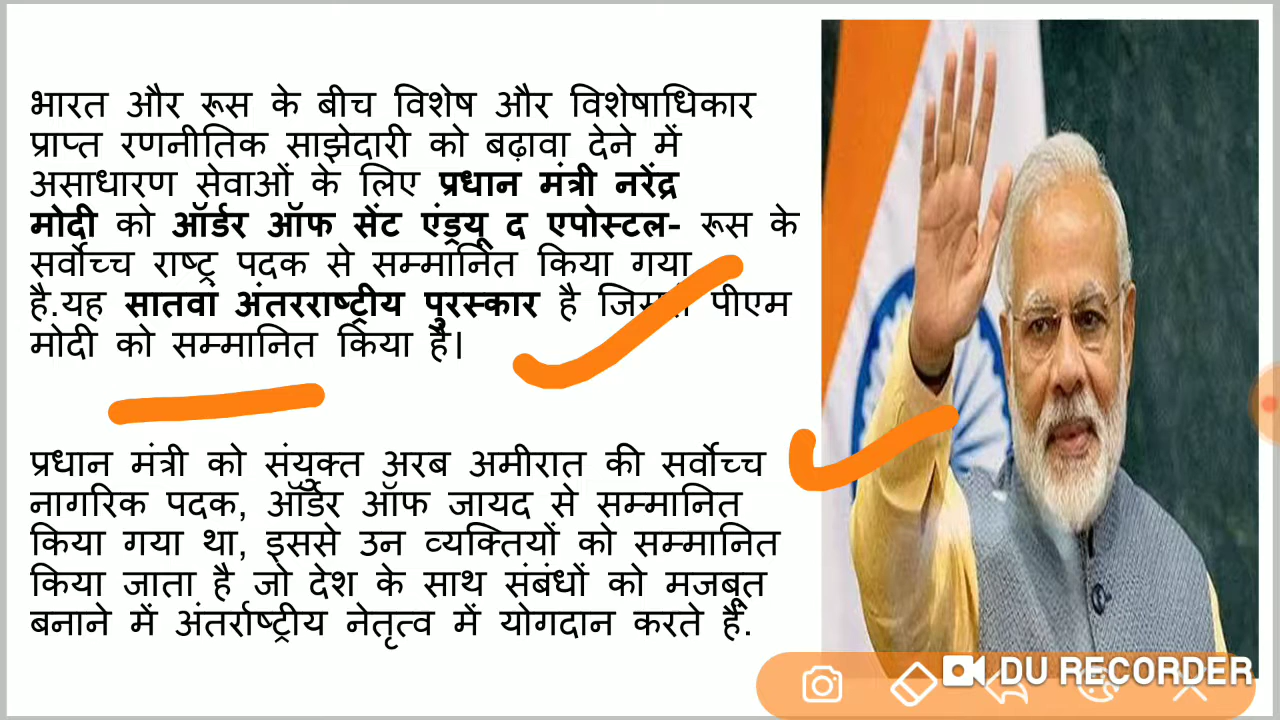 भारत और रूस के बीच विशेष और विशेषाधिकार
प्राप्त रणनीतिक साझेदारी को बढ़ावा देने में
असाधारण सेवाओं के लिए प्रधान मंत्री नरेंद्र
मोदी को ऑर्डर ऑफ सेंट एंड्रयू द एपोस्टल- रूस के
सर्वोच्च राष्ट्र पदक से सम्मानित किया गया
है.यह सातवां अंतरराष्ट्रीय पुरस्कार है पीएम
मोदी को सम्मानित किया है।
प्रधान मंत्री को संयुक्त अरब अमीरात की सर्वोच्च
नागरिक पदक, ऑर्डर ऑफ जायद से सम्मानित
किया गया था, इससे उन व्यक्तियों को सम्मानित
किया जाता है जो देश के साथ संबंधों को मजबूत
बनाने में अंतर्राष्ट्रीय नेतृत्व में योगदान करते हैं.
DU RECORDER